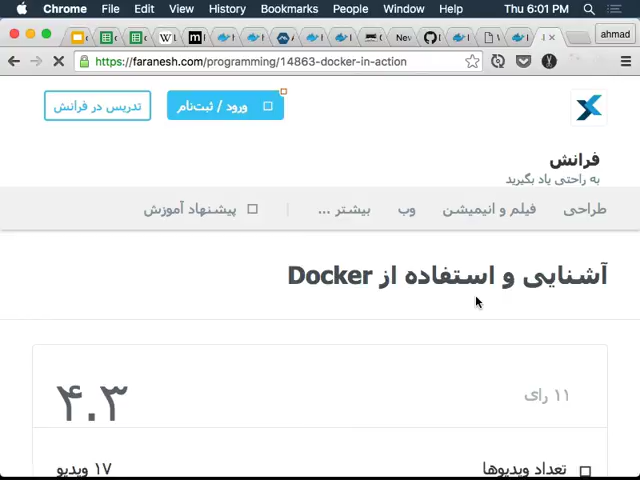 Chrome File Edit View History Bookmarks People Window Help Thu 6:01 PM
New
ahmad
https://faranesh.com/programming/14863-docker-in-action
ورود / ثبت‌نام
تدریس در فرانش
فرانش
به راحتی یاد بگیرید
طراحی فیلم و انیمیشن وب بیشتر ... | پیشنهاد آموزش
آشنایی و استفاده از Docker
۱۱ رای
۴.۳
تعداد ویدیوها
۱۷ ویدیو